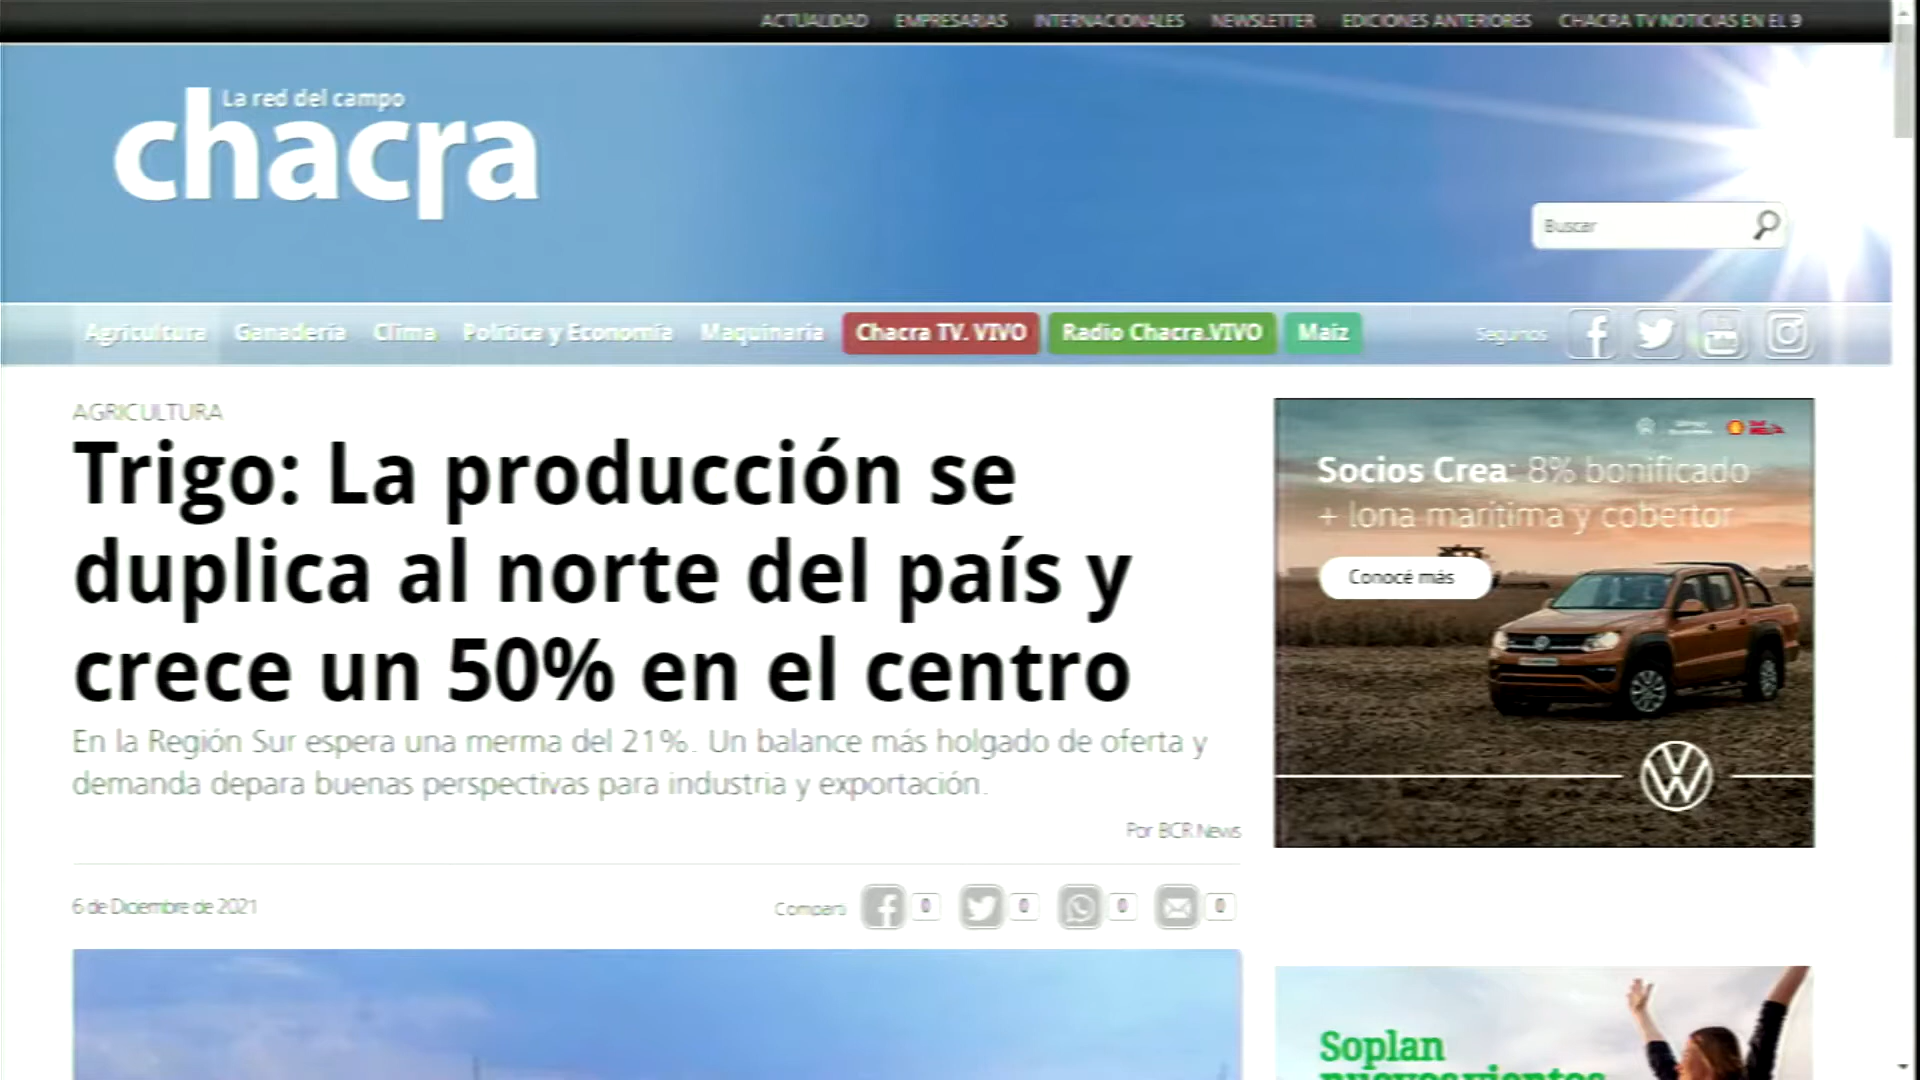 ACTUALIDAD EMPRESARIAS INTERNACIONALES NEWSLETTER EDICIONES ANTERIORES CHACRA TV NOTICIAS EN EL 9
La red del campo
chacra
Buscar
Agricultura Ganadería Clima Política y Economía Maquinaria Chacra TV. VIVO Radio Chacra.VIVO Maiz Seguinos
AGRICULTURA
Trigo: La producción se
duplica al norte del país y
crece un 50% en el centro
En la Región Sur espera una merma del 21%. Un balance más holgado de oferta y
demanda depara buenas perspectivas para industria y exportación.
Por BCR News
6 de Diciembre de 2021
Compartí 0 0 0 0
Socios Crea: 8% bonificado
+ lona marítima y cobertor
Conocé más
Soplan
nuevos vientos